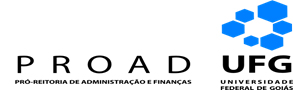 PROAD
PRÓ-REITORIA DE ADMINISTRAÇÃO E FINANÇAS
UFG
UNIVERSIDADE
FEDERAL DE GOIÁS